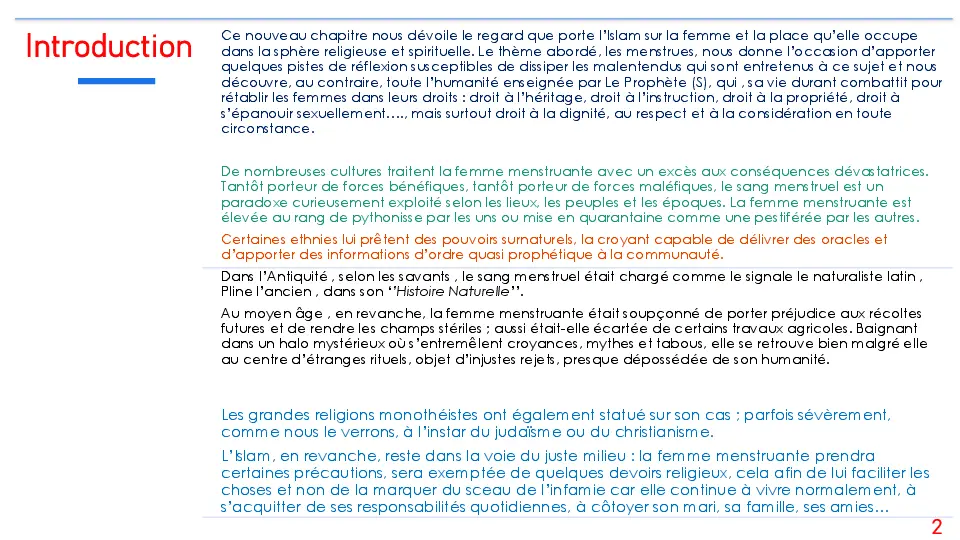 Introduction
Ce nouveau chapitre nous dévoile le regard que porte l'Islam sur la femme et la place qu'elle occupe
dans la sphère religieuse et spirituelle. Le thème abordé, les menstrues, nous donne l'occasion d'apporter
quelques pistes de réflexion susceptibles de dissiper les malentendus qui sont entretenus à ce sujet et nous
découvre, au contraire, toute l'humanité enseignée par Le Prophète (S), qui , sa vie durant combattit pour
rétablir les femmes dans leurs droits : droit à l'héritage, droit à l'instruction, droit à la propriété, droit à
s'épanouir sexuellement…., mais surtout droit à la dignité, au respect et à la considération en toute
circonstance.
De nombreuses cultures traitent la femme menstruante avec un excès aux conséquences dévastatrices.
Tantôt porteur de forces bénéfiques, tantôt porteur de forces maléfiques, le sang menstruel est un
paradoxe curieusement exploité selon les lieux, les peuples et les époques. La femme menstruante est
élevée au rang de pythonisse par les uns ou mise en quarantaine comme une pestiférée par les autres.
Certaines ethnies lui prêtent des pouvoirs surnaturels, la croyant capable de délivrer des oracles et
d'apporter des informations d'ordre quasi prophétique à la communauté.
Dans l'Antiquité , selon les savants , le sang menstruel était chargé comme le signale le naturaliste latin ,
Pline l'ancien , dans son ‘’Histoire Naturelle’’.
Au moyen âge , en revanche, la femme menstruante était soupçonné de porter préjudice aux récoltes
futures et de rendre les champs stériles ; aussi était-elle écartée de certains travaux agricoles. Baignant
dans un halo mystérieux où s'entremêlent croyances, mythes et tabous, elle se retrouve bien malgré elle
au centre d'étranges rituels, objet d'injustes rejets, presque dépossédée de son humanité.
Les grandes religions monothéistes ont également statué sur son cas ; parfois sévèrement,
comme nous le verrons, à l'instar du judaïsme ou du christianisme.
L'Islam, en revanche, reste dans la voie du juste milieu : la femme menstruante prendra
certaines précautions, sera exemptée de quelques devoirs religieux, cela afin de lui faciliter les
choses et non de la marquer du sceau de l'infamie car elle continue à vivre normalement, à
s'acquitter de ses responsabilités quotidiennes, à côtoyer son mari, sa famille, ses amies…
2